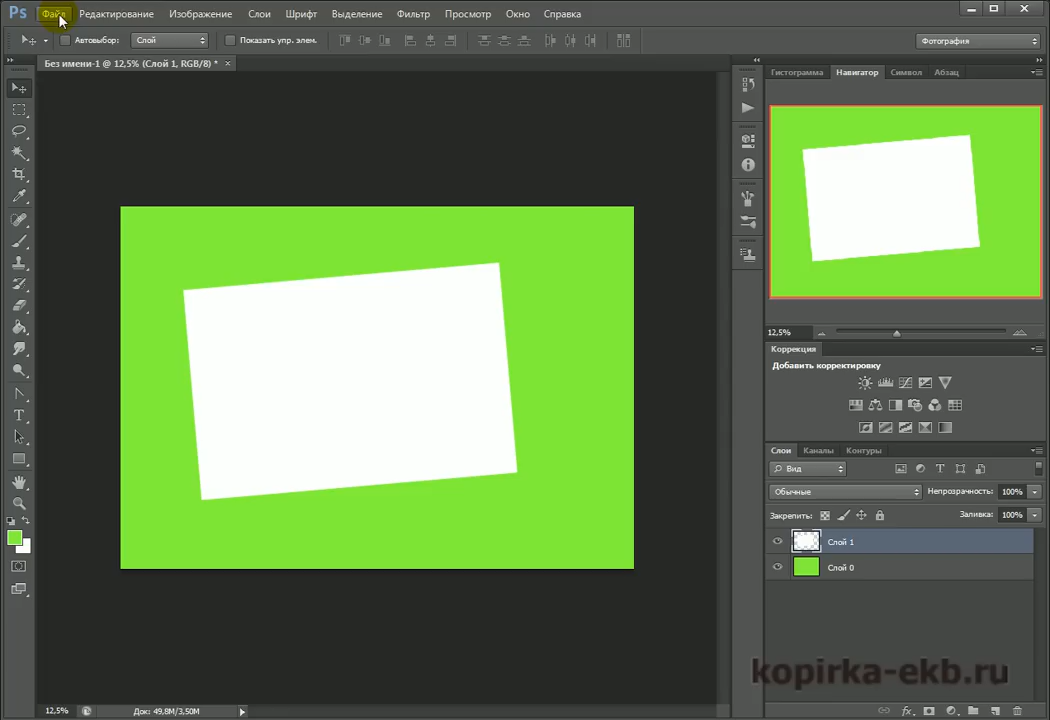 Ps Файл Редактирование Изображение Слои Шрифт Выделение Фильтр Просмотр Окно Справка
Автовыбор: Слой Показать упр. элем. Фотография
Без имени-1 @ 12,5% (Слой 1, RGB/8) * ×
Гистограмма Навигатор Символ Абзац
12,5%
Коррекция
Добавить корректировку
Слои Каналы Контуры
Вид
Обычные Непрозрачность: 100%
Закрепить: Заливка: 100%
Слой 1
Слой 0
kopirka-ekb.ru
12,5% Док: 49,8M/3,50M